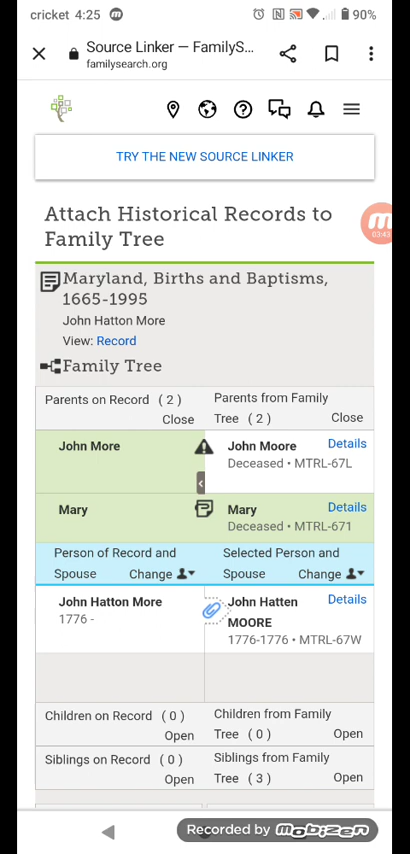 cricket 4:25 90%
Source Linker — FamilyS...
familysearch.org
TRY THE NEW SOURCE LINKER
Attach Historical Records to
Family Tree
03:43
Maryland, Births and Baptisms,
1665-1995
John Hatton More
View: Record
Family Tree
Parents on Record ( 2 )
Close
Parents from Family
Tree ( 2 ) Close
John More
John Moore Details
Deceased • MTRL-67L
Mary
Mary Details
Deceased • MTRL-671
Person of Record and
Spouse Change
Selected Person and
Spouse Change
John Hatton More
1776 -
John Hatten Details
MOORE
1776-1776 • MTRL-67W
Children on Record ( 0 )
Open
Children from Family
Tree ( 0 ) Open
Siblings on Record ( 0 )
Open
Siblings from Family
Tree ( 3 ) Open
Recorded by mobizen